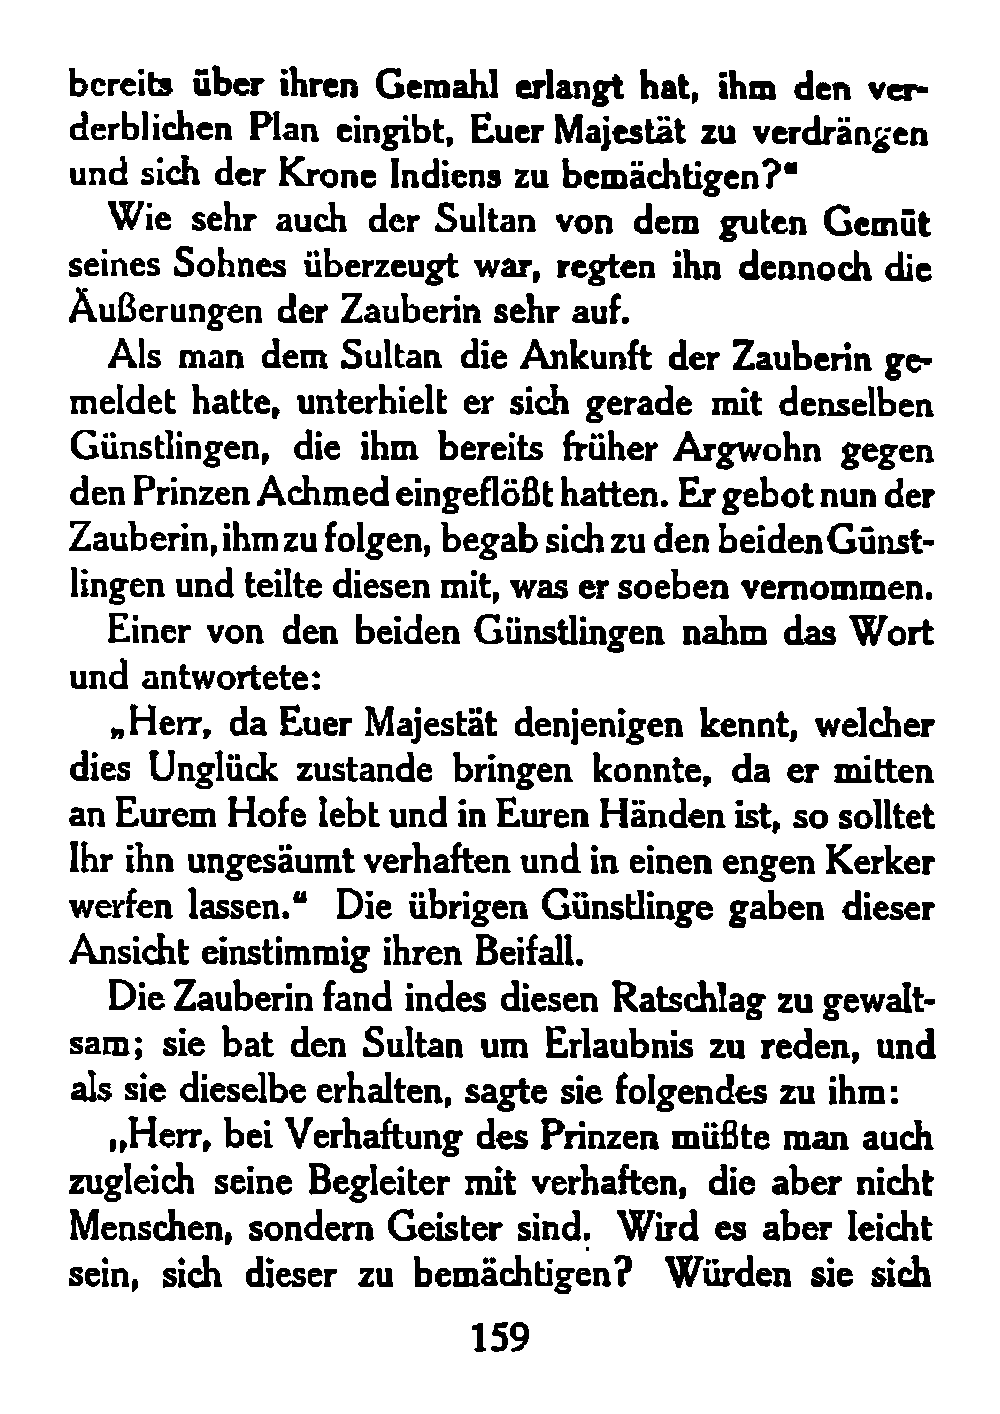 bereits über ihren Gemahl erlangt hat, ihm den ver-
derblichen Plan eingibt, Euer Majestät zu verdrängen
und sich der Krone Indiens zu bemächtigen?“
Wie sehr auch der Sultan von dem guten Gemüt
seines Sohnes überzeugt war, regten ihn dennoch die
Äußerungen der Zauberin sehr auf.
Als man dem Sultan die Ankunft der Zauberin ge-
meldet hatte, unterhielt er sich gerade mit denselben
Günstlingen, die ihm bereits früher Argwohn gegen
den Prinzen Achmed eingeflößt hatten. Er gebot nun der
Zauberin, ihm zu folgen, begab sich zu den beiden Günst-
lingen und teilte diesen mit, was er soeben vernommen.
Einer von den beiden Günstlingen nahm das Wort
und antwortete:
„Herr, da Euer Majestät denjenigen kennt, welcher
dies Unglück zustande bringen konnte, da er mitten
an Eurem Hofe lebt und in Euren Händen ist, so solltet
Ihr ihn ungesäumt verhaften und in einen engen Kerker
werfen lassen.“ Die übrigen Günstlinge gaben dieser
Ansicht einstimmig ihren Beifall.
Die Zauberin fand indes diesen Ratschlag zu gewalt-
sam; sie bat den Sultan um Erlaubnis zu reden, und
als sie dieselbe erhalten, sagte sie folgendes zu ihm:
„Herr, bei Verhaftung des Prinzen müßte man auch
zugleich seine Begleiter mit verhaften, die aber nicht
Menschen, sondern Geister sind. Wird es aber leicht
sein, sich dieser zu bemächtigen? Würden sie sich
159